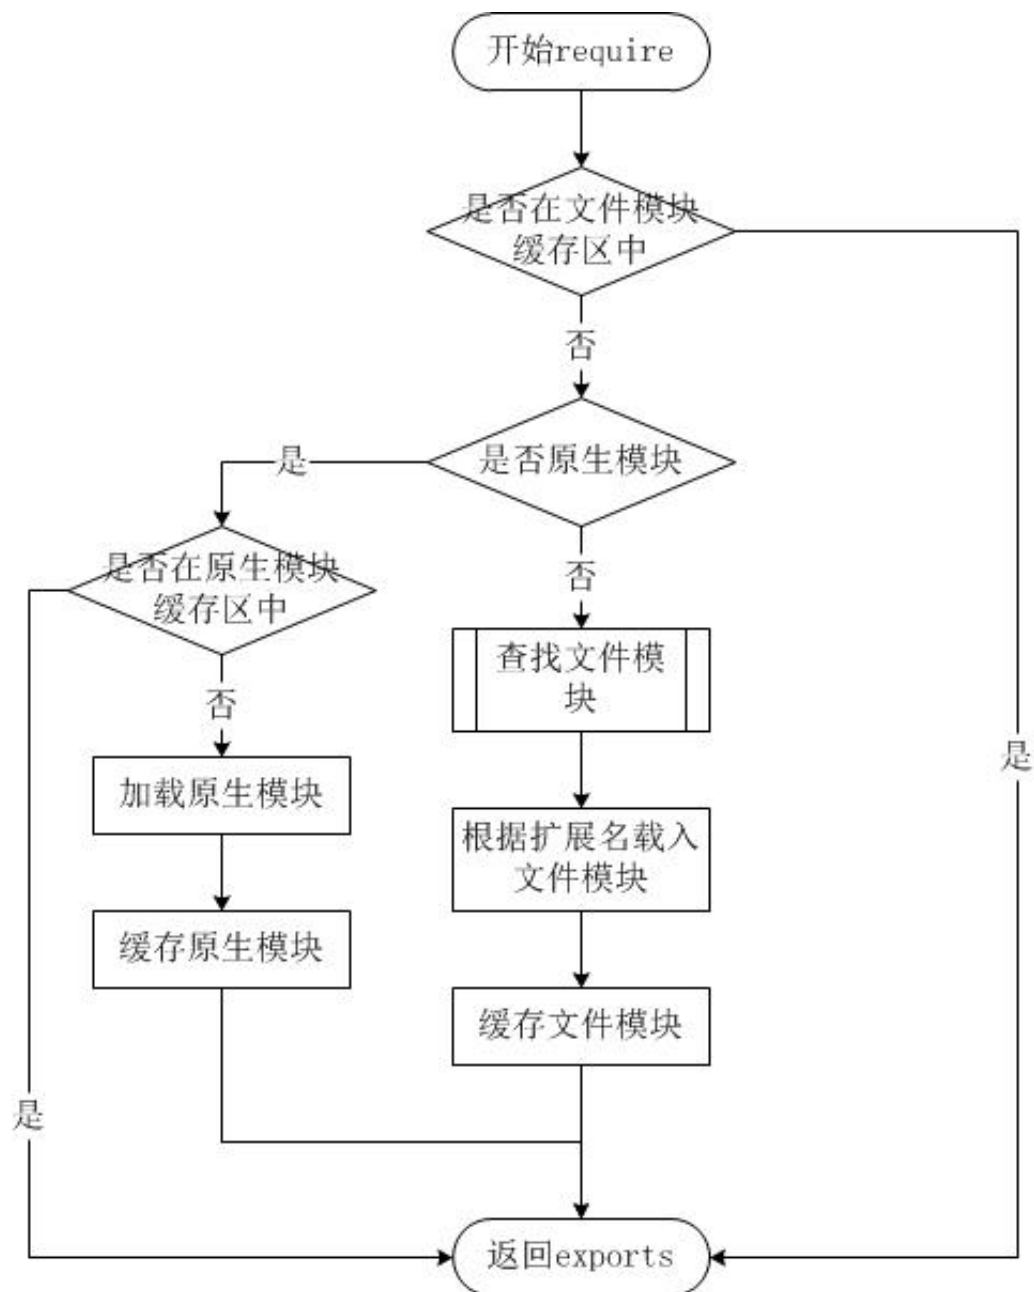 开始require
是否在文件模块
缓存区中
否
是否原生模块
是
是否在原生模块
缓存区中
否
查找文件模
块
否
加载原生模块
是
根据扩展名载入
文件模块
缓存原生模块
缓存文件模块
是
返回exports